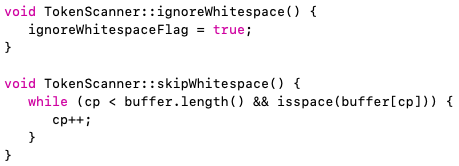 void TokenScanner::ignoreWhitespace() {
   ignoreWhitespaceFlag = true;
}

void TokenScanner::skipWhitespace() {
   while (cp < buffer.length() && isspace(buffer[cp])) {
      cp++;
   }
}